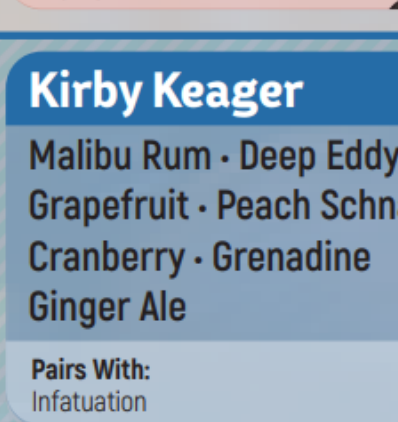 Kirby Keager
Malibu Rum · Deep Eddy
Grapefruit · Peach Schn
Cranberry · Grenadine
Ginger Ale
Pairs With:
Infatuation